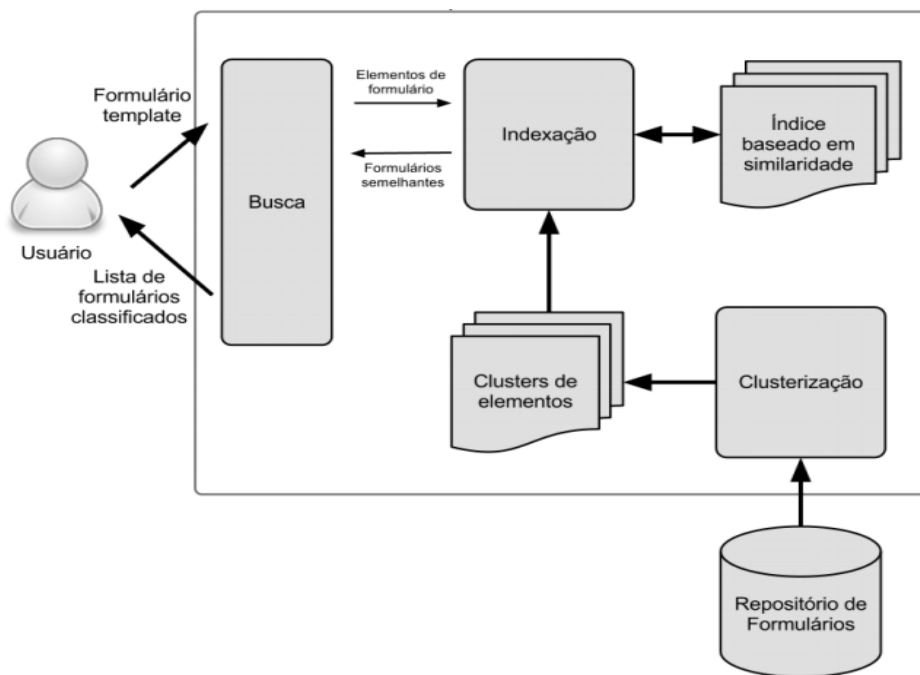 Formulário
template
Elementos de
formulário
Indexação
Índice
baseado em
similaridade
Formulários
semelhantes
Busca
Usuário
Lista de
formulários
classificados
Clusters de
elementos
Clusterização
Repositório de
Formulários